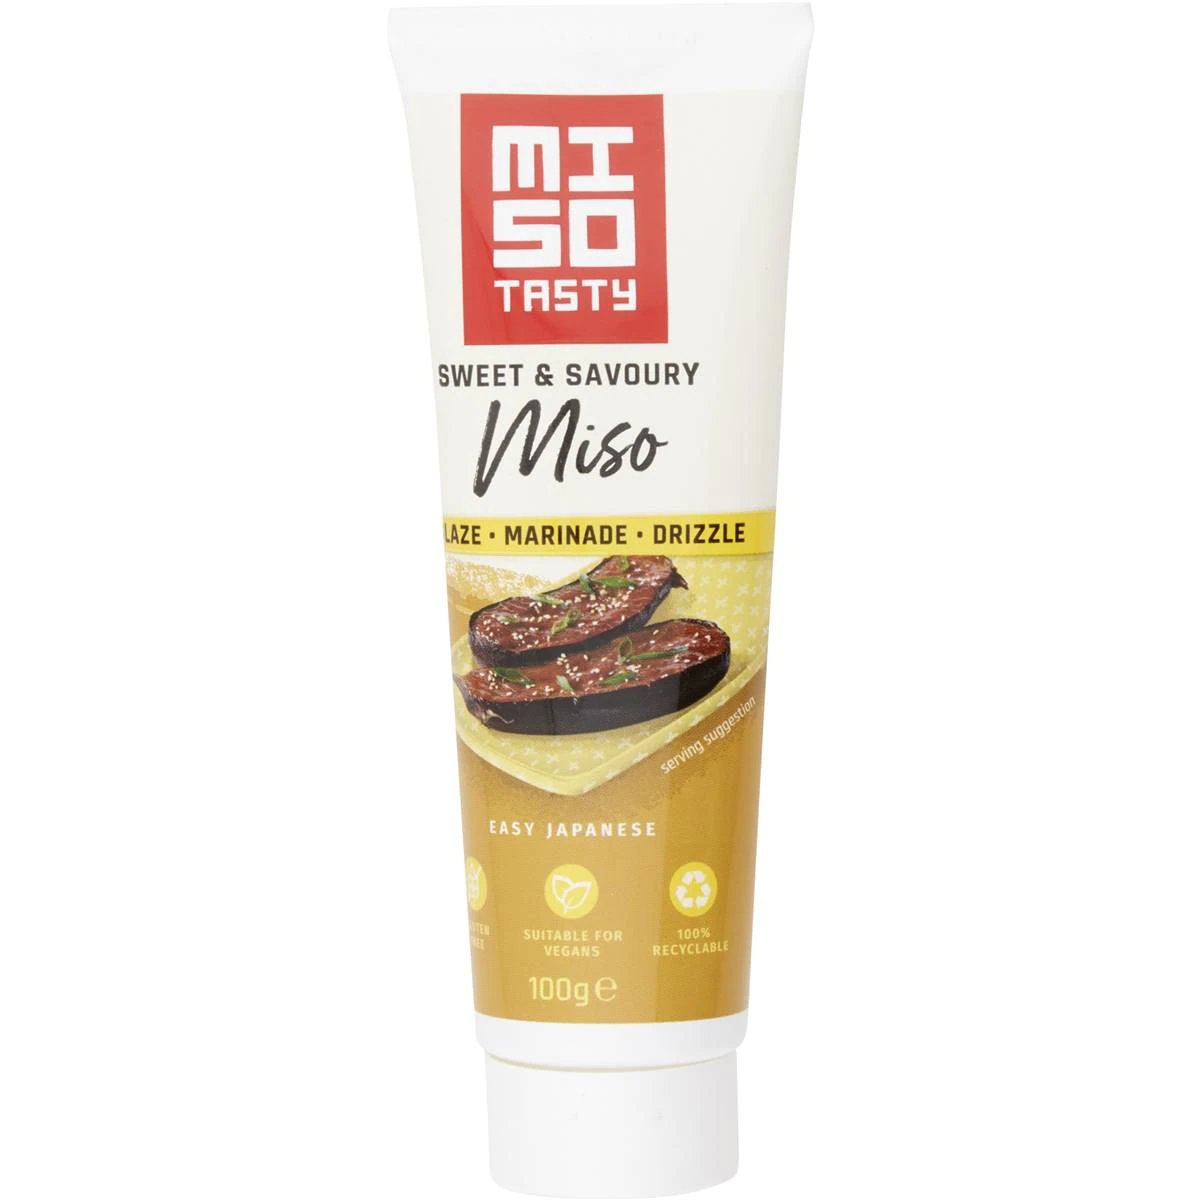 MI
SO
TASTY
SWEET & SAVOURY
Miso
LAZE • MARINADE • DRIZZLE
serving suggestion
EASY JAPANESE
SUITABLE FOR
VEGANS
100%
RECYCLABLE
100g ℮